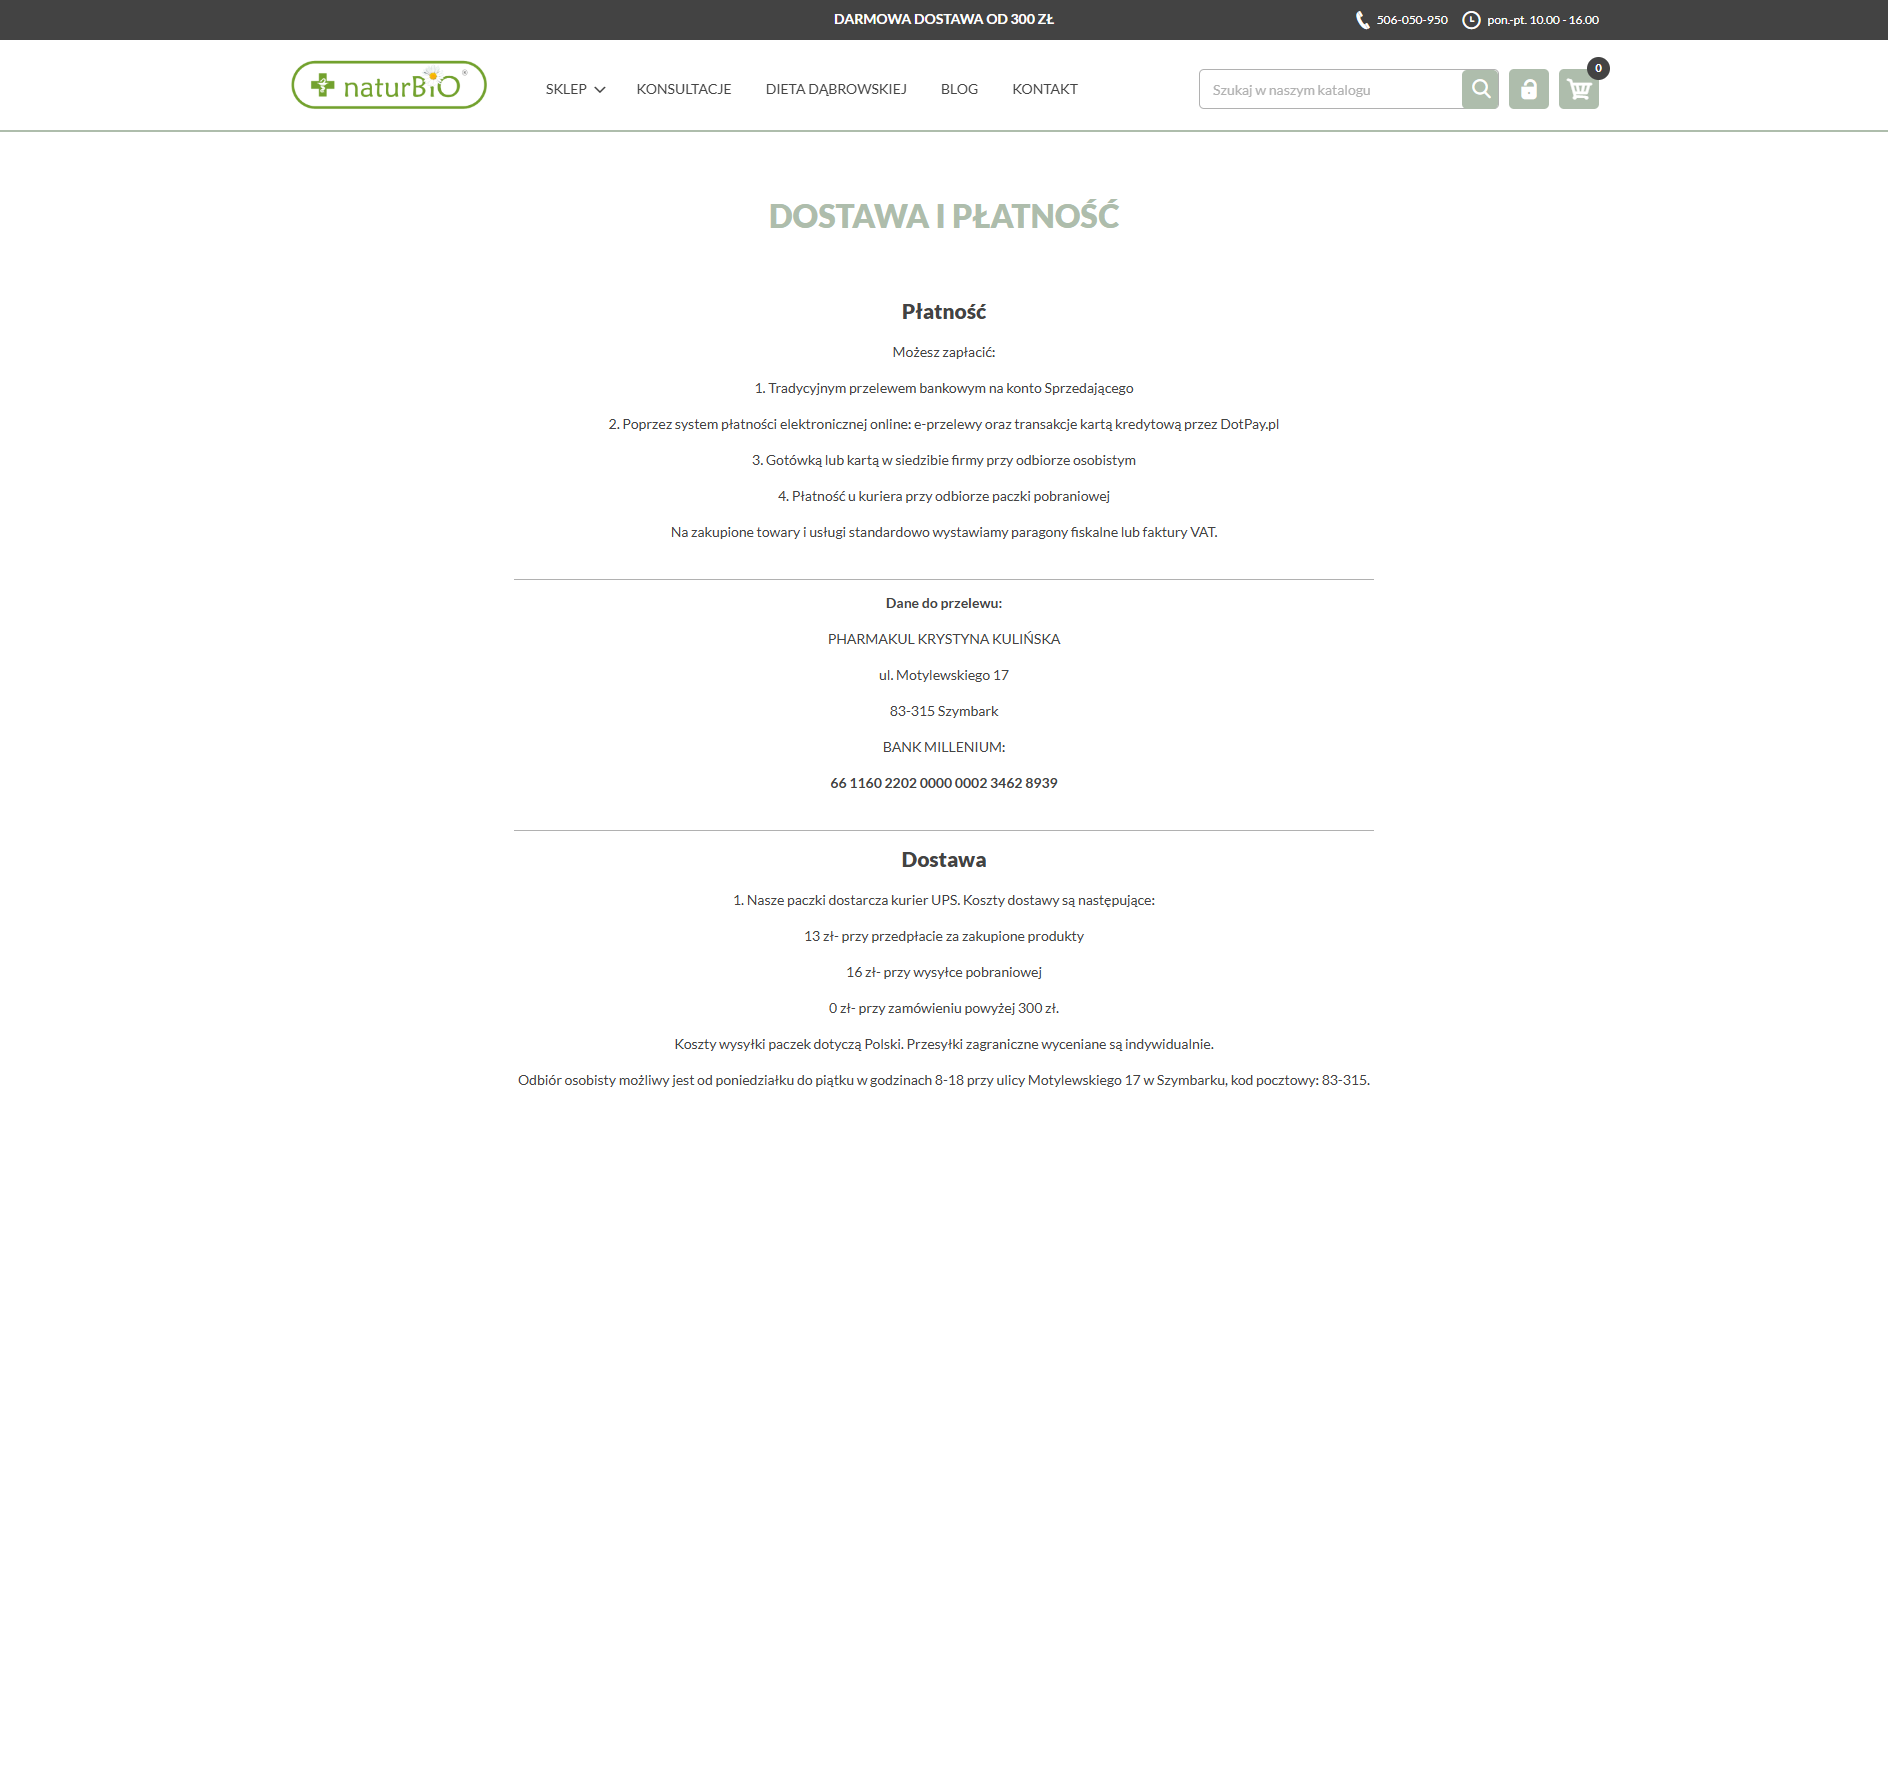 DARMOWA DOSTAWA OD 300 ZŁ
506-050-950
pon.-pt. 10.00 - 16.00
naturBiO®
SKLEP
KONSULTACJE
DIETA DĄBROWSKIEJ
BLOG
KONTAKT
Szukaj w naszym katalogu
0
DOSTAWA I PŁATNOŚĆ
Płatność
Możesz zapłacić:
1. Tradycyjnym przelewem bankowym na konto Sprzedającego
2. Poprzez system płatności elektronicznej online: e-przelewy oraz transakcje kartą kredytową przez DotPay.pl
3. Gotówką lub kartą w siedzibie firmy przy odbiorze osobistym
4. Płatność u kuriera przy odbiorze paczki pobraniowej
Na zakupione towary i usługi standardowo wystawiamy paragony fiskalne lub faktury VAT.
Dane do przelewu:
PHARMAKUL KRYSTYNA KULIŃSKA
ul. Motylewskiego 17
83-315 Szymbark
BANK MILLENIUM:
66 1160 2202 0000 0002 3462 8939
Dostawa
1. Nasze paczki dostarcza kurier UPS. Koszty dostawy są następujące:
13 zł- przy przedpłacie za zakupione produkty
16 zł- przy wysyłce pobraniowej
0 zł- przy zamówieniu powyżej 300 zł.
Koszty wysyłki paczek dotyczą Polski. Przesyłki zagraniczne wyceniane są indywidualnie.
Odbiór osobisty możliwy jest od poniedziałku do piątku w godzinach 8-18 przy ulicy Motylewskiego 17 w Szymbarku, kod pocztowy: 83-315.